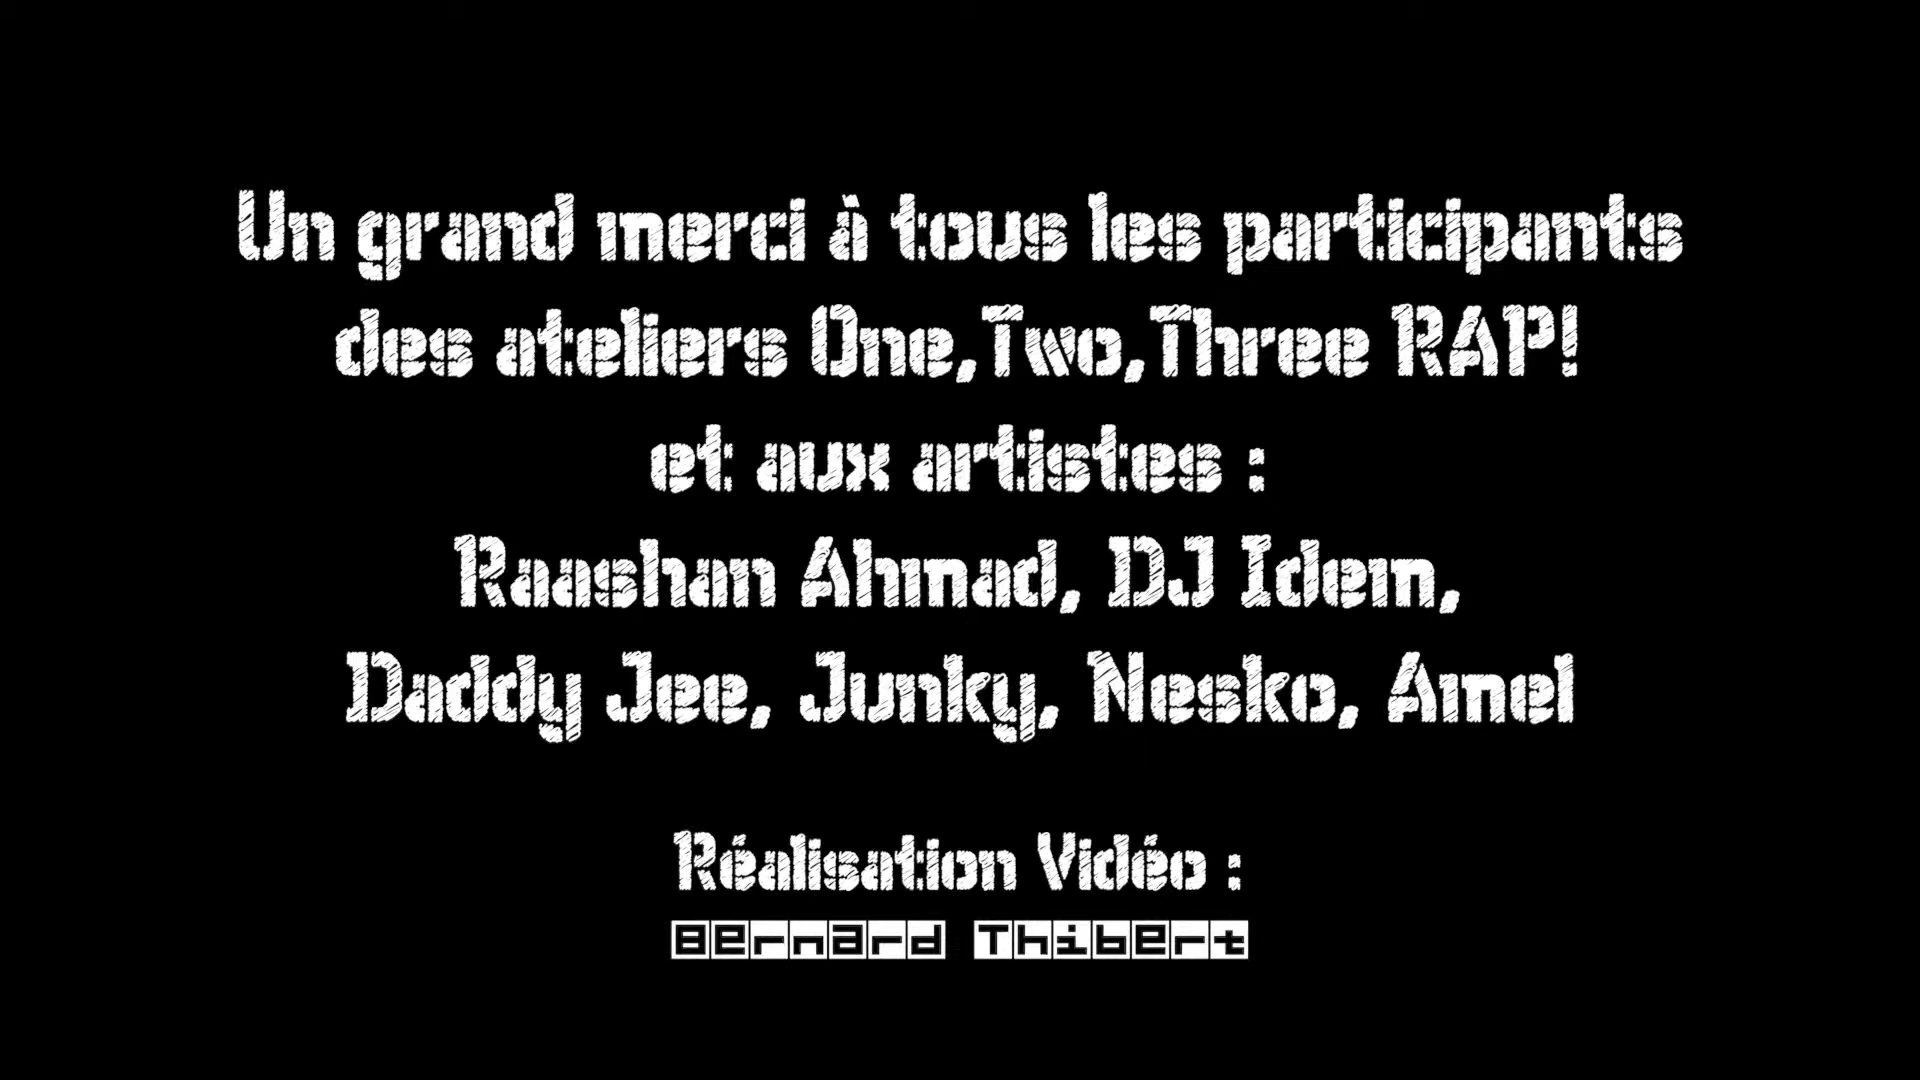 Un grand merci à tous les participants
des ateliers One,Two,Three RAP!
et aux artistes :
Raashan Ahmad, DJ Idem,
Daddy Jee, Junky, Nesko, Amel
Réalisation Vidéo :
Bernard Thibert